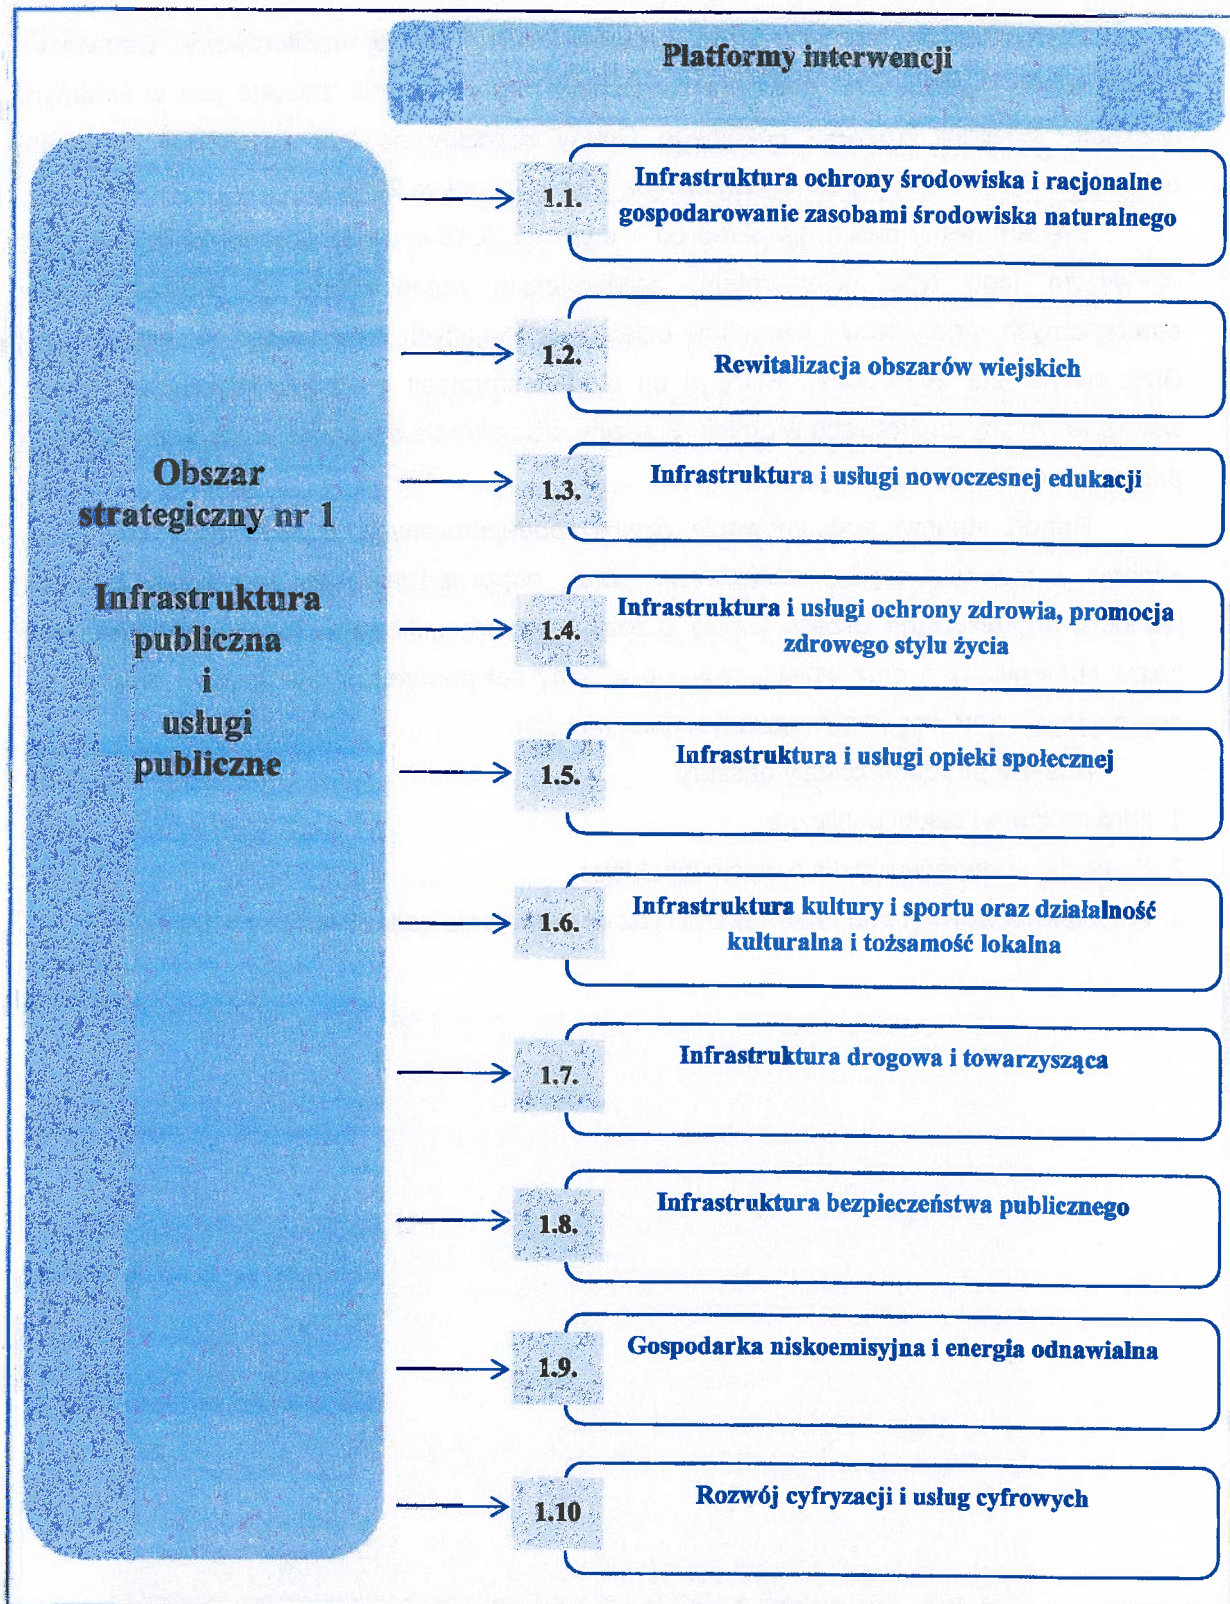 Platformy interwencji
Obszar
strategiczny nr 1
Infrastruktura
publiczna
i
usługi
publiczne
1.1.
Infrastruktura ochrony środowiska i racjonalne
gospodarowanie zasobami środowiska naturalnego
1.2.
Rewitalizacja obszarów wiejskich
1.3.
Infrastruktura i usługi nowoczesnej edukacji
1.4.
Infrastruktura i usługi ochrony zdrowia, promocja
zdrowego stylu życia
1.5.
Infrastruktura i usługi opieki społecznej
1.6.
Infrastruktura kultury i sportu oraz działalność
kulturalna i tożsamość lokalna
1.7.
Infrastruktura drogowa i towarzysząca
1.8.
Infrastruktura bezpieczeństwa publicznego
1.9.
Gospodarka niskoemisyjna i energia odnawialna
1.10
Rozwój cyfryzacji i usług cyfrowych